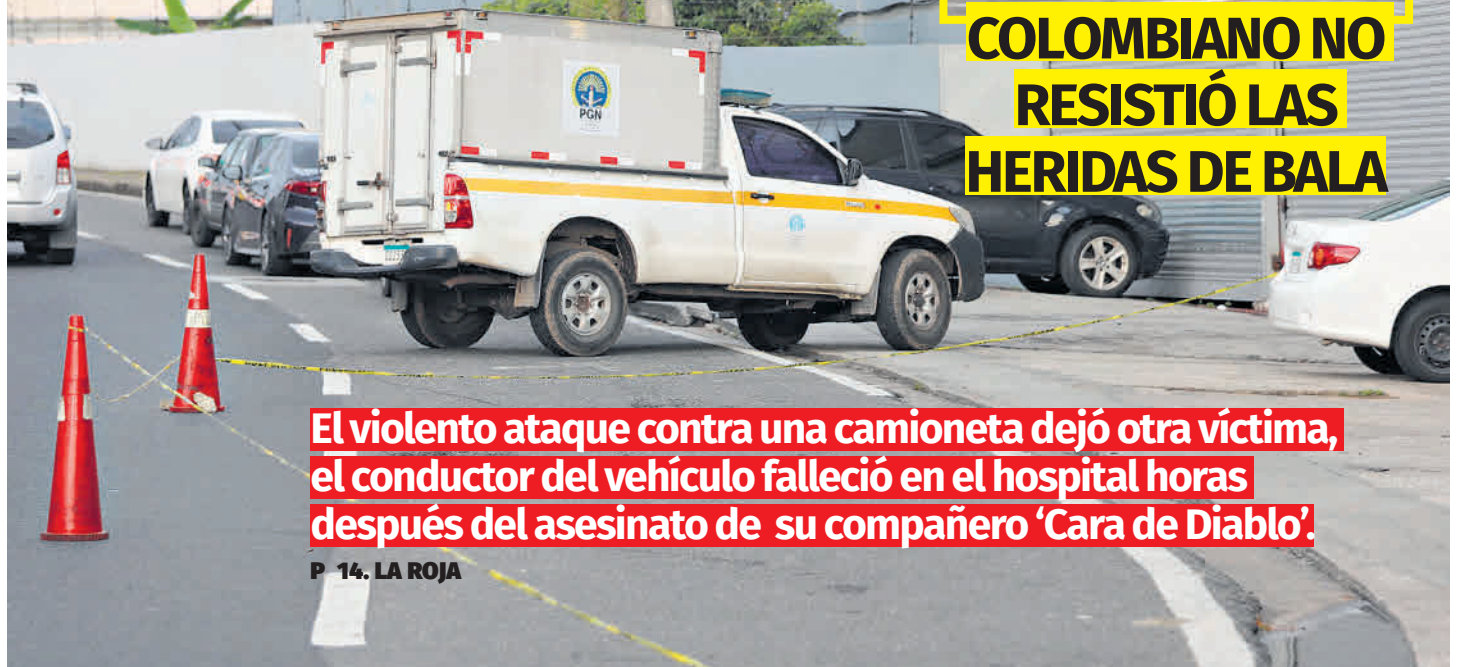 COLOMBIANO NO
RESISTIÓ LAS
HERIDAS DE BALA
PGN
El violento ataque contra una camioneta dejó otra víctima,
el conductor del vehículo falleció en el hospital horas
después del asesinato de su compañero ‘Cara de Diablo’.
P 14. LA ROJA